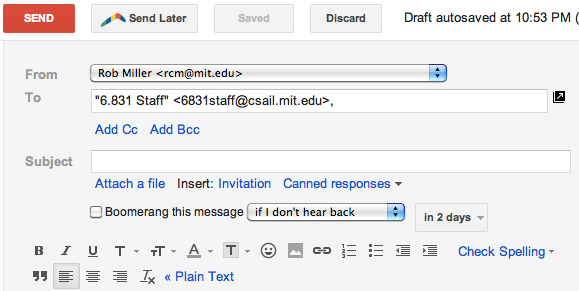 SEND Send Later Saved Discard Draft autosaved at 10:53 PM (
From Rob Miller <rcm@mit.edu>
To "6.831 Staff" <6831staff@csail.mit.edu>,
Add Cc Add Bcc
Subject
Attach a file Insert: Invitation Canned responses
Boomerang this message if I don't hear back in 2 days
B I U T T A T Check Spelling
T « Plain Text